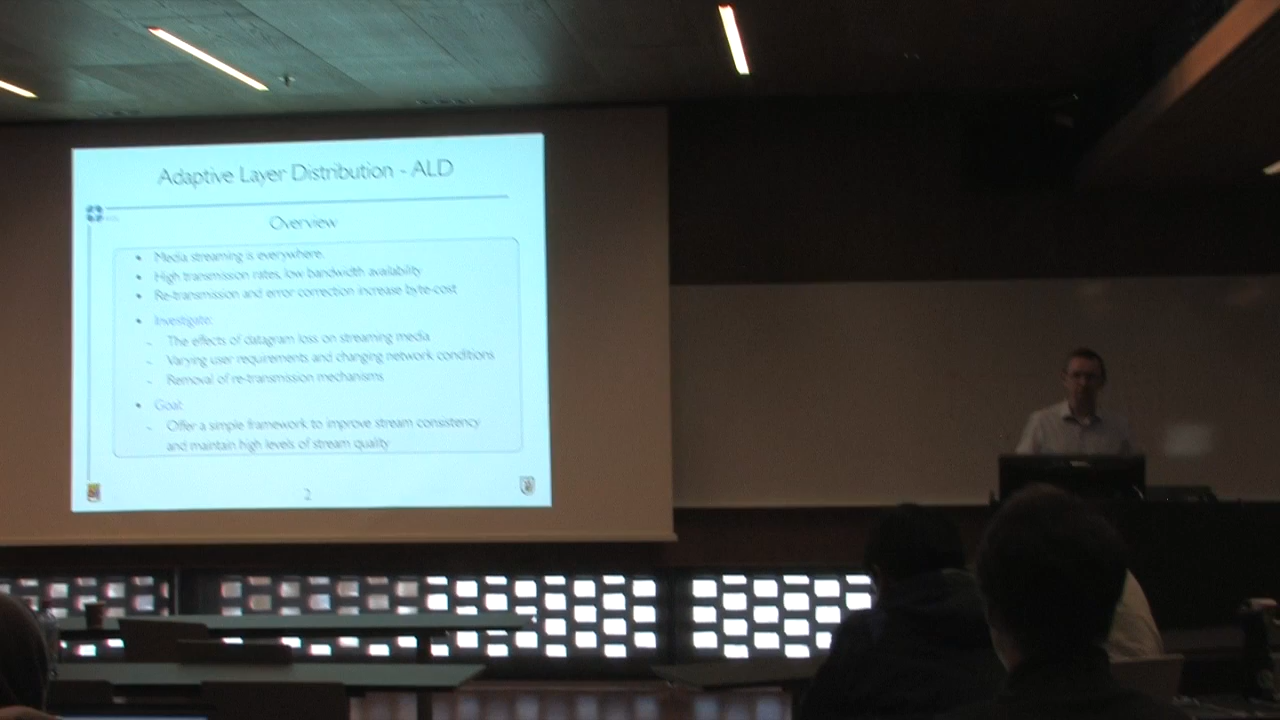 Adaptive Layer Distribution - ALD
Overview
• Media streaming is everywhere.
• High transmission rates, low bandwidth availability
• Re-transmission and error correction increase byte-cost
• Investigate:
- The effects of datagram loss on streaming media
- Varying user requirements and changing network conditions
- Removal of re-transmission mechanisms
• Goal:
- Offer a simple framework to improve stream consistency
and maintain high levels of stream quality
2